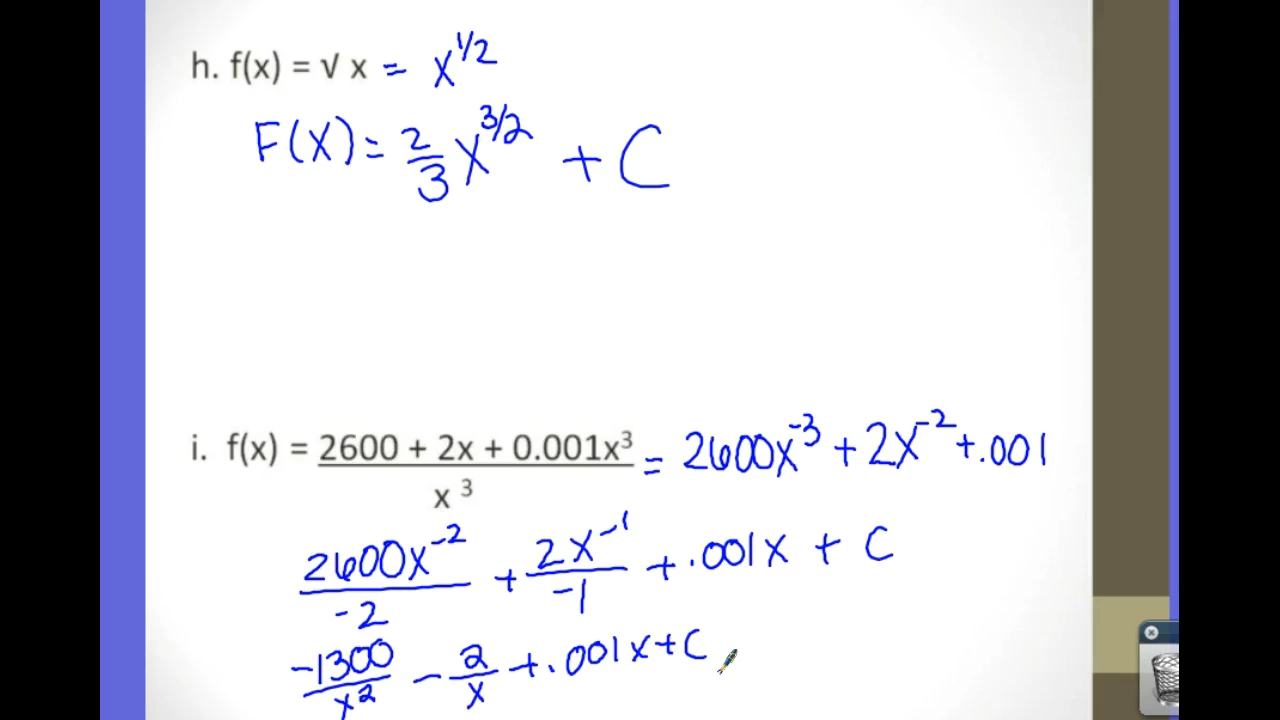 h. f(x) = √ x = x^1/2
F(X) = 2/3 X^3/2 + C
i. f(x) = 2600 + 2x + 0.001x³ / x ³ = 2600x^-3 + 2x^-2 + .001
2600x^-2 / -2 + 2x^-1 / -1 + .001x + C
-1300/x² - 2/x + .001x + C